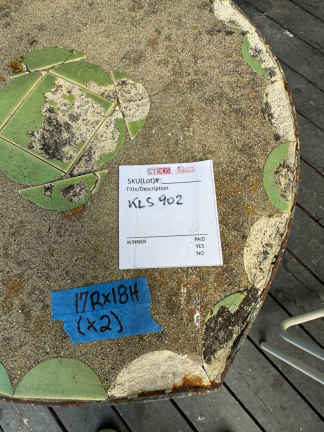 SKU(Lot)#:
Title/Description
KLS 902
WINNER
PAID
YES
NO
17R x 18H
(x2)